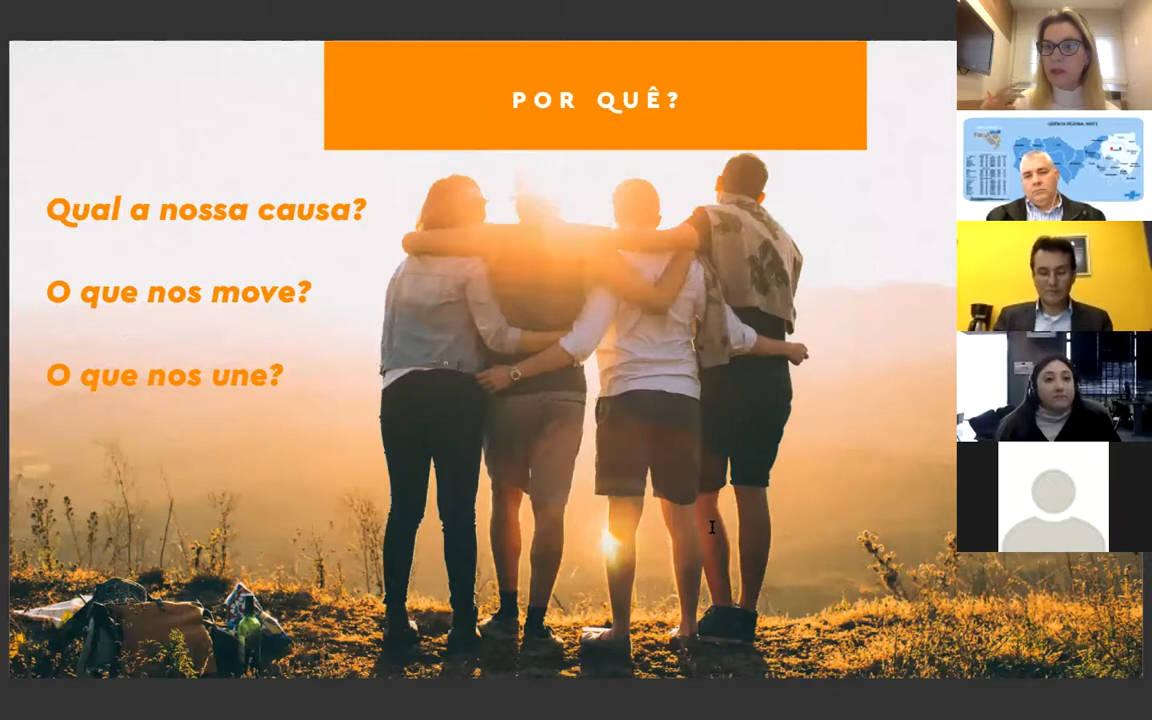 POR QUÊ?
Qual a nossa causa?
O que nos move?
O que nos une?